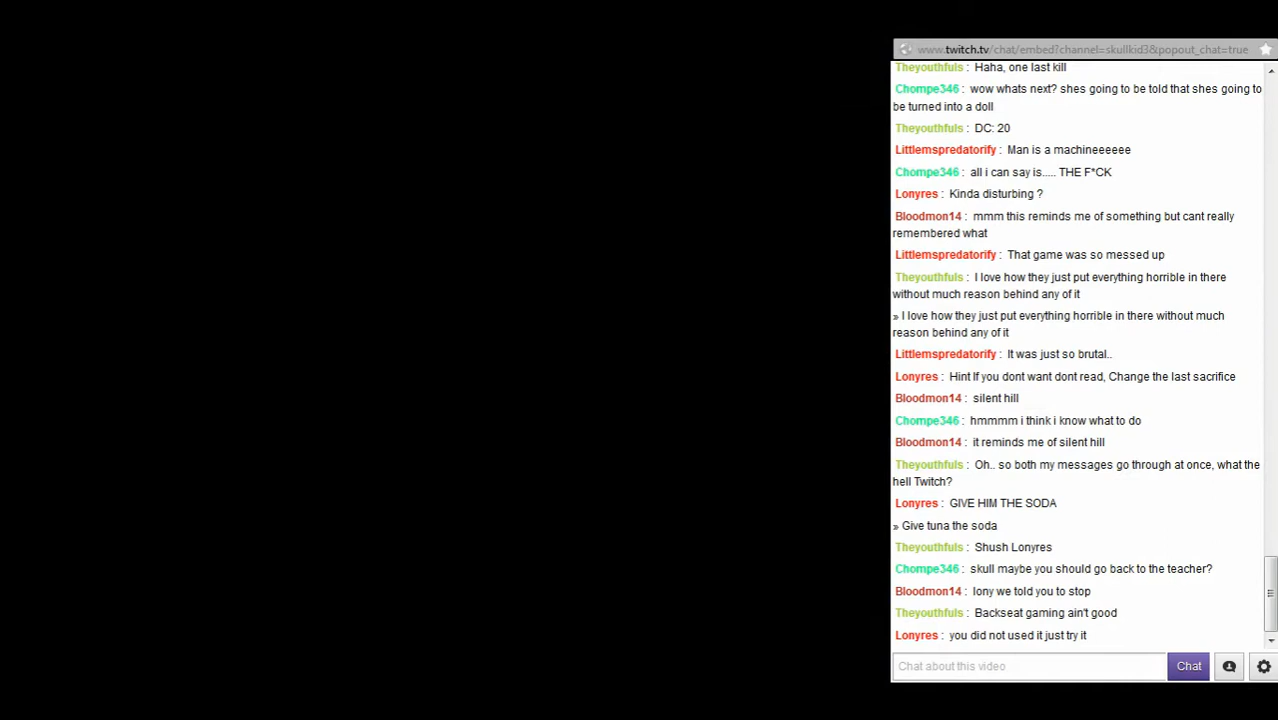 www.twitch.tv/chat/embed?channel=skullkid3&popout_chat=true
Theyouthfuls : Haha, one last kill
Chompe346 : wow whats next? shes going to be told that shes going to
be turned into a doll
Theyouthfuls : DC: 20
Littlemspredatorify : Man is a machineeeeee
Chompe346 : all i can say is..... THE F*CK
Lonyres : Kinda disturbing ?
Bloodmon14 : mmm this reminds me of something but cant really
remembered what
Littlemspredatorify : That game was so messed up
Theyouthfuls : I love how they just put everything horrible in there
without much reason behind any of it
» I love how they just put everything horrible in there without much
reason behind any of it
Littlemspredatorify : It was just so brutal..
Lonyres : Hint If you dont want dont read, Change the last sacrifice
Bloodmon14 : silent hill
Chompe346 : hmmmm i think i know what to do
Bloodmon14 : it reminds me of silent hill
Theyouthfuls : Oh.. so both my messages go through at once, what the
hell Twitch?
Lonyres : GIVE HIM THE SODA
» Give tuna the soda
Theyouthfuls : Shush Lonyres
Chompe346 : skull maybe you should go back to the teacher?
Bloodmon14 : lony we told you to stop
Theyouthfuls : Backseat gaming ain't good
Lonyres : you did not used it just try it
Chat about this video
Chat